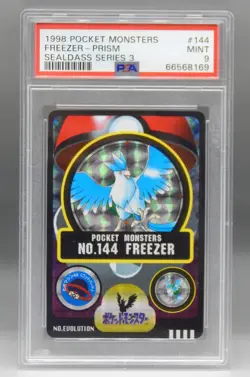 1998 POCKET MONSTERS #144
FREEZER - PRISM MINT
SEALDASS SERIES 3 PSA 9
66568169
POCKET MONSTERS
NO.144 FREEZER
ポケットモンスター
NO.EVOLUTION